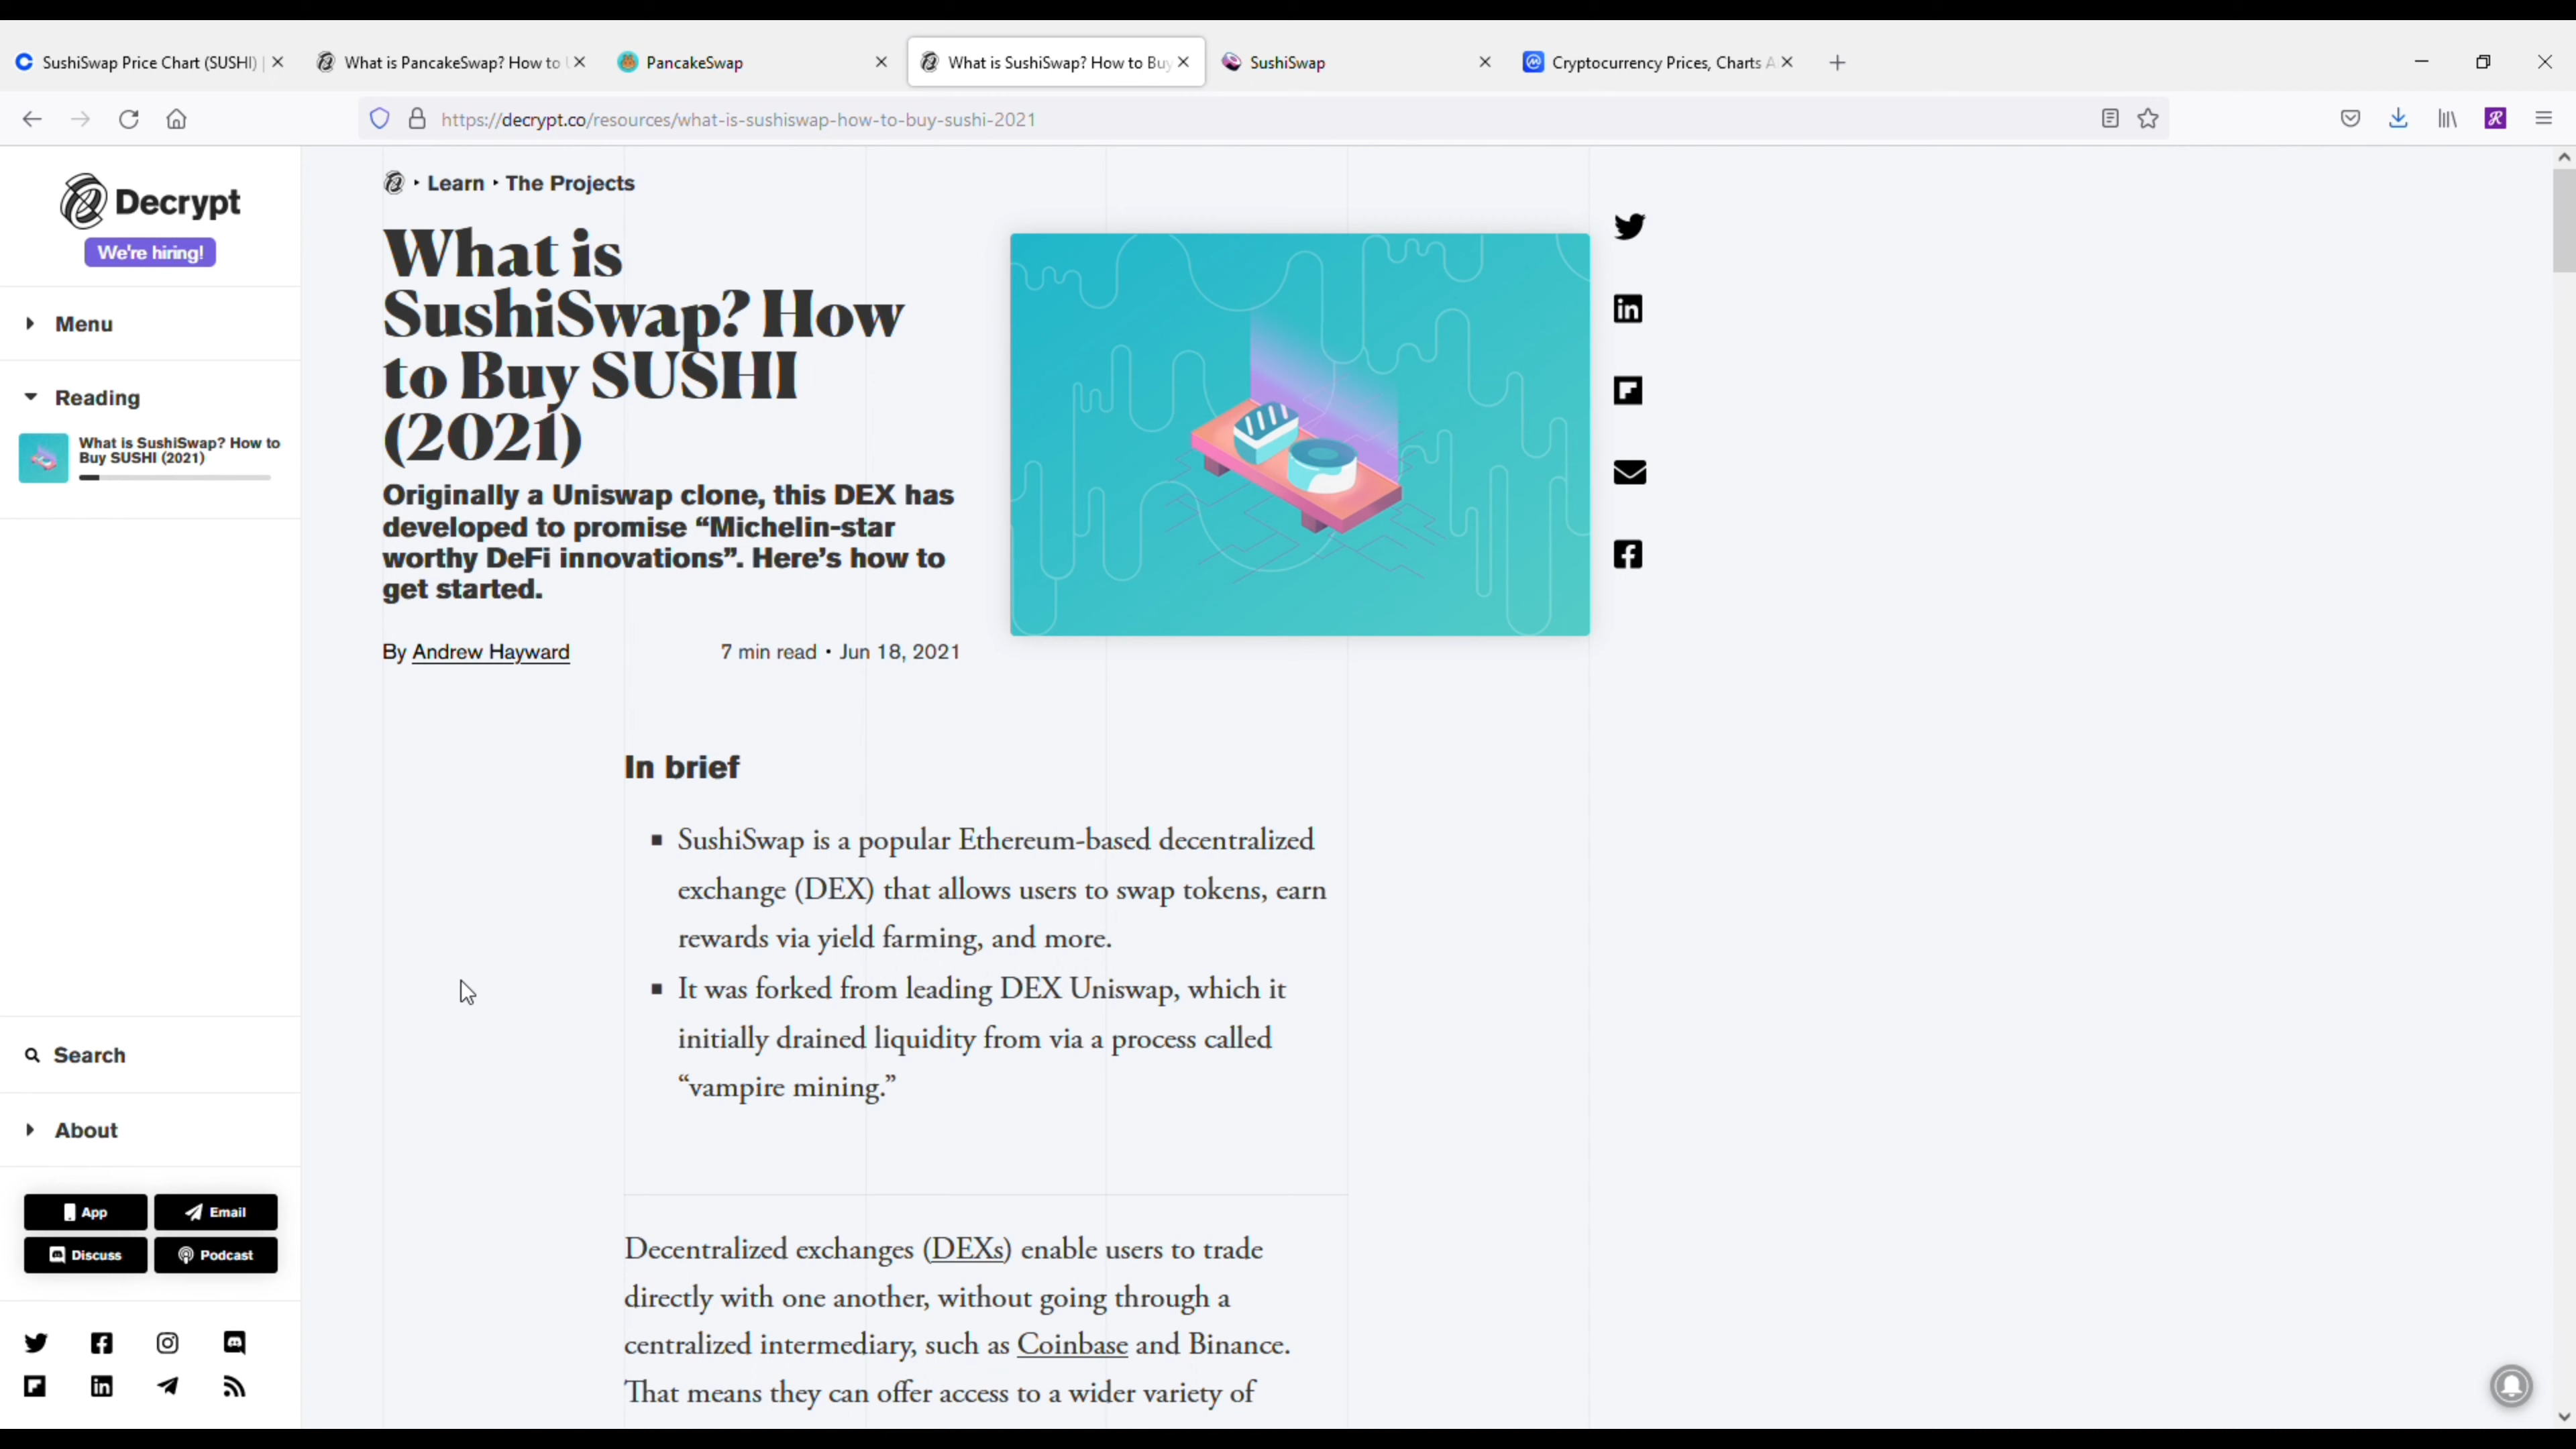 SushiSwap Price Chart (SUSHI) |
What is PancakeSwap? How to
PancakeSwap
What is SushiSwap? How to Buy
SushiSwap
Cryptocurrency Prices, Charts A
https://decrypt.co/resources/what-is-sushiswap-how-to-buy-sushi-2021
Decrypt
We're hiring!
Menu
Reading
What is SushiSwap? How to
Buy SUSHI (2021)
Search
About
App
Email
Discuss
Podcast
Learn • The Projects
What is
SushiSwap? How
to Buy SUSHI
(2021)
Originally a Uniswap clone, this DEX has
developed to promise “Michelin-star
worthy DeFi innovations”. Here’s how to
get started.
By Andrew Hayward
7 min read • Jun 18, 2021
In brief
▪ SushiSwap is a popular Ethereum-based decentralized
exchange (DEX) that allows users to swap tokens, earn
rewards via yield farming, and more.
▪ It was forked from leading DEX Uniswap, which it
initially drained liquidity from via a process called
“vampire mining.”
Decentralized exchanges (DEXs) enable users to trade
directly with one another, without going through a
centralized intermediary, such as Coinbase and Binance.
That means they can offer access to a wider variety of